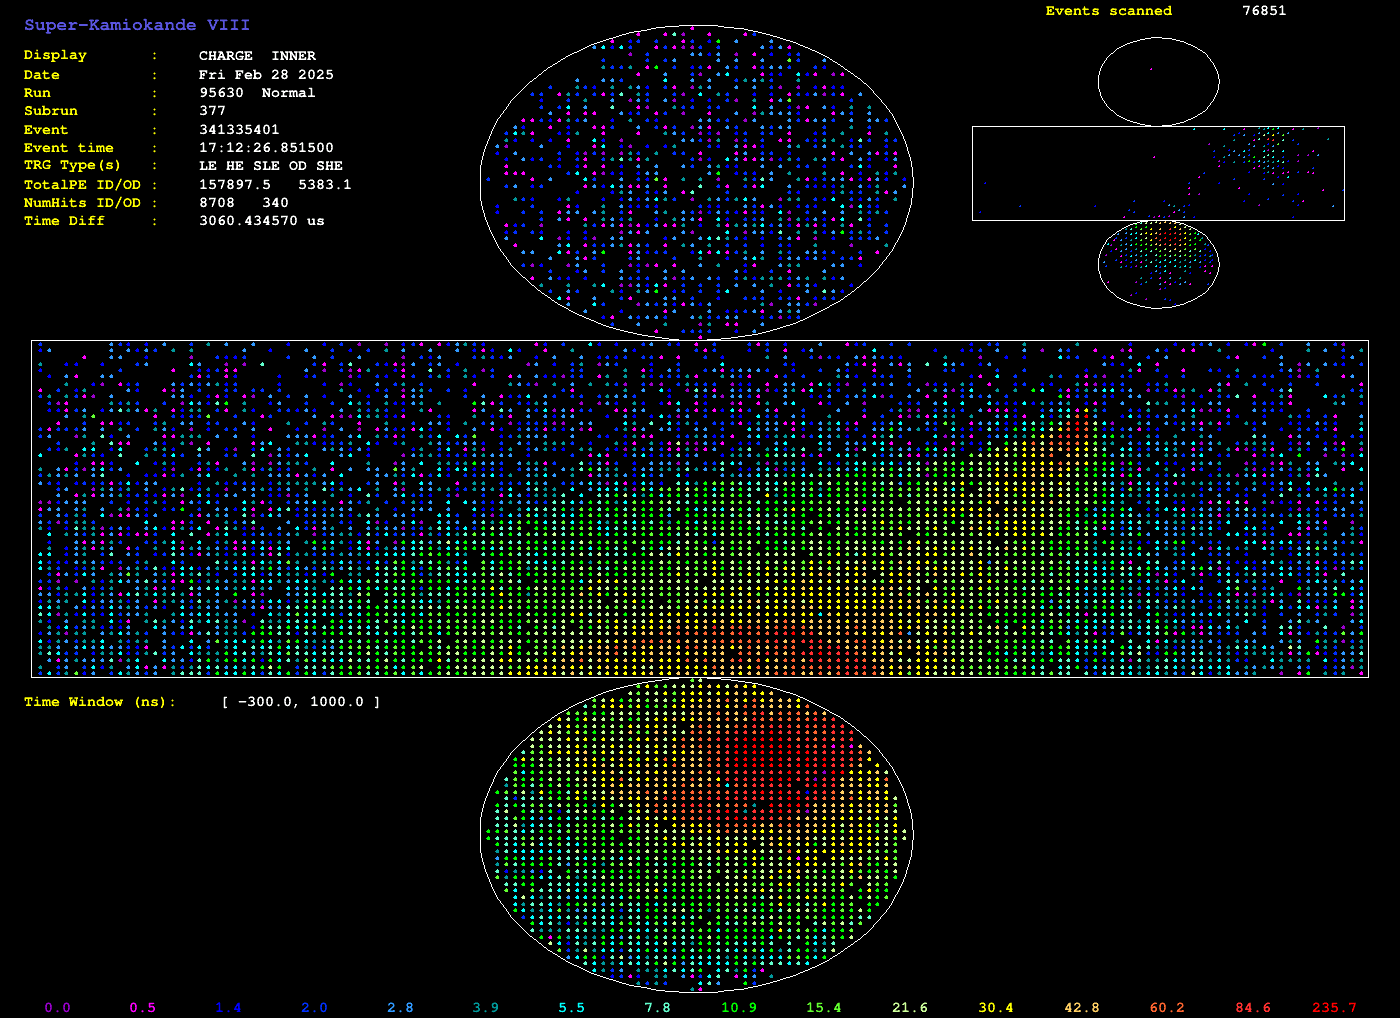 Super-Kamiokande VIII
Events scanned 76851
Display : CHARGE INNER
Date : Fri Feb 28 2025
Run : 95630 Normal
Subrun : 377
Event : 341335401
Event time : 17:12:26.851500
TRG Type(s) : LE HE SLE OD SHE
TotalPE ID/OD : 157897.5 5383.1
NumHits ID/OD : 8708 340
Time Diff : 3060.434570 us
Time Window (ns): [ -300.0, 1000.0 ]
0.0 0.5 1.4 2.0 2.8 3.9 5.5 7.8 10.9 15.4 21.6 30.4 42.8 60.2 84.6 235.7